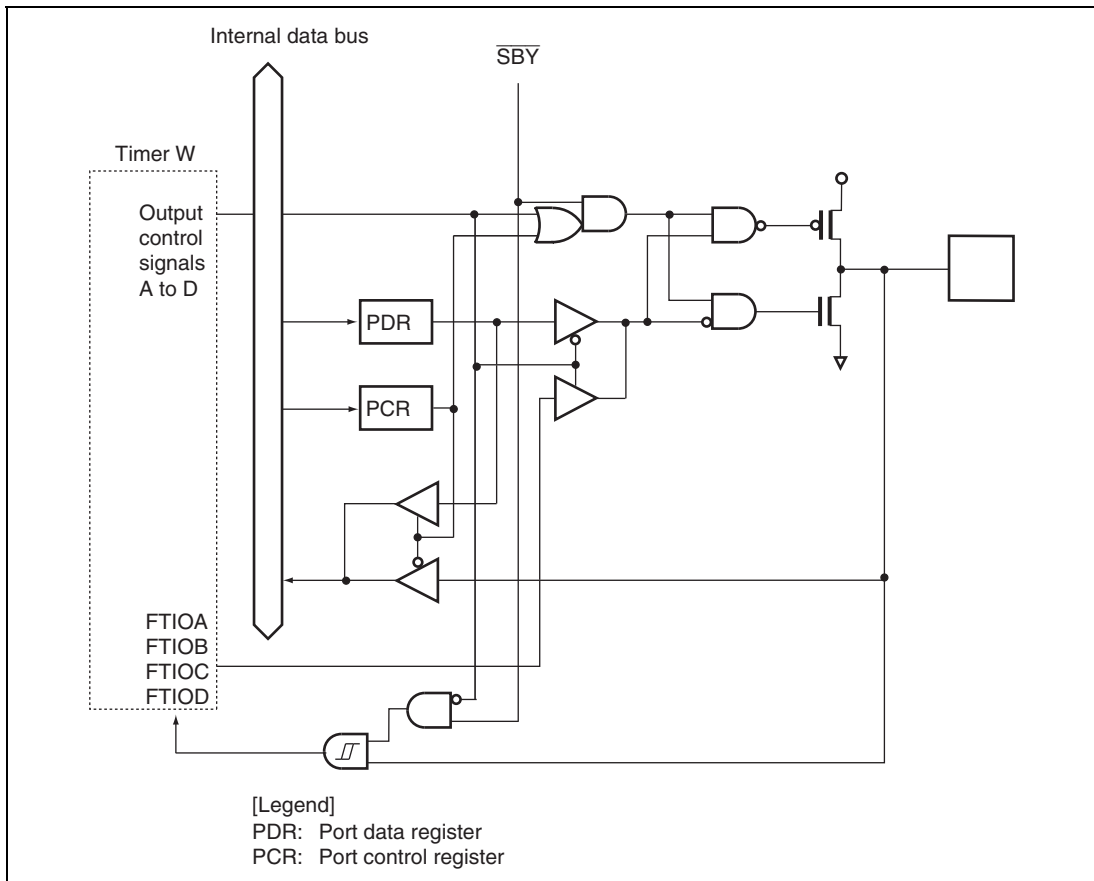 Internal data bus
S̅B̅Y̅
Timer W
Output
control
signals
A to D
PDR
PCR
FTIOA
FTIOB
FTIOC
FTIOD
[Legend]
PDR: Port data register
PCR: Port control register